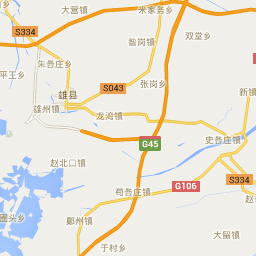 大营镇
米家务乡
S334
双堂乡
朱各庄乡
盐岗镇
平王乡
张岗乡
雄县
S043
新镇
雄州镇
龙湾镇
G45
史各庄镇
赵北口镇
苟各庄镇
G106
S334
圈头乡
鄚州镇
大留镇
于村乡